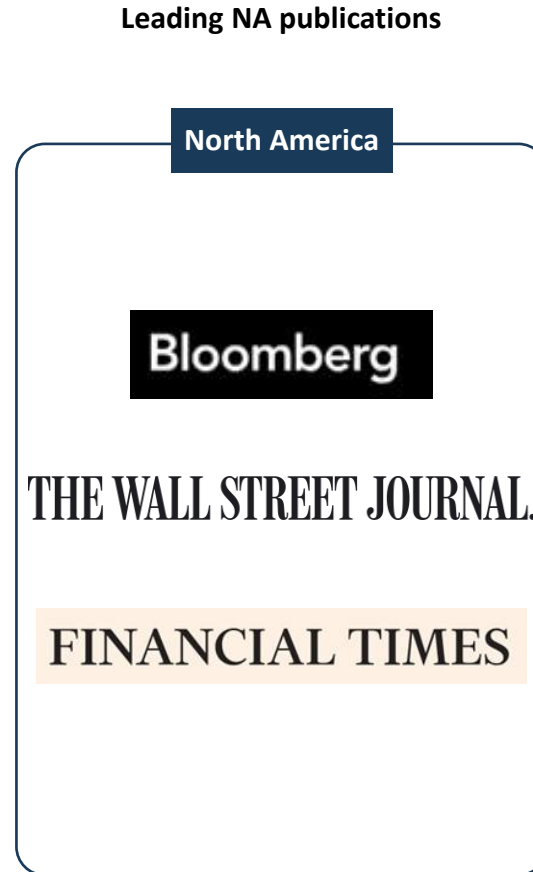 Leading NA publications
North America
Bloomberg
THE WALL STREET JOURNAL.
FINANCIAL TIMES